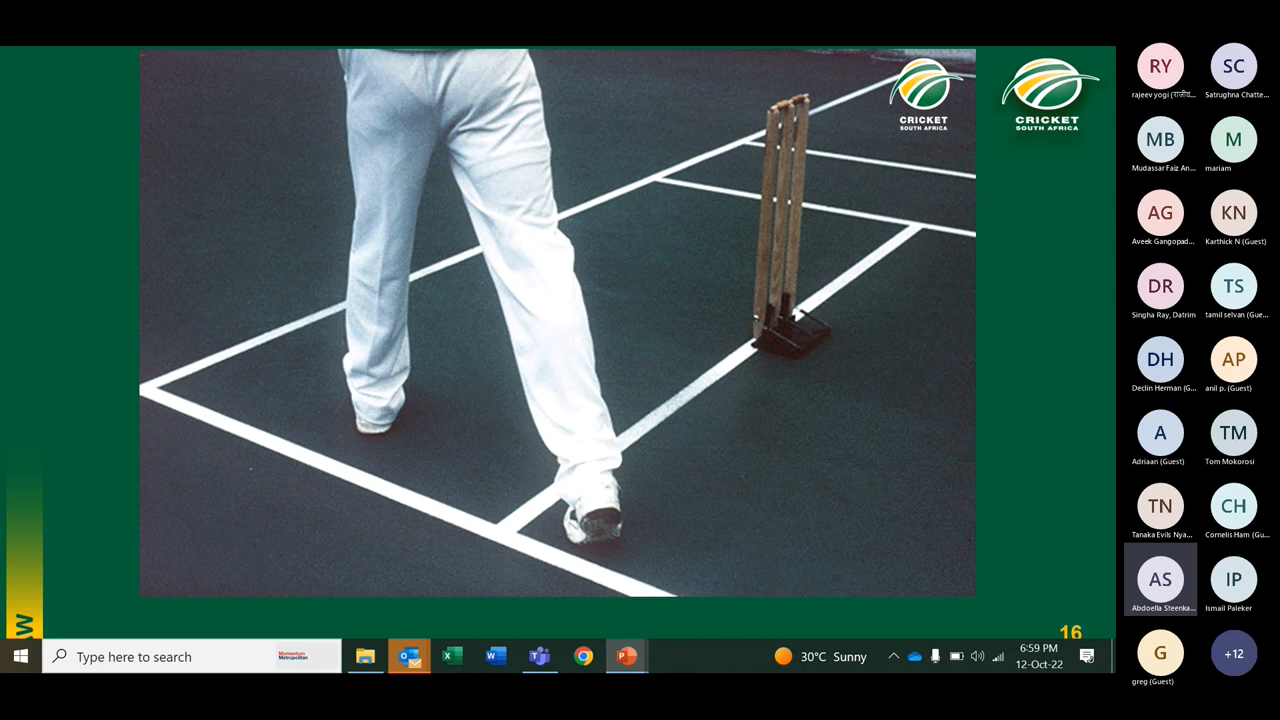 CRICKET
SOUTH AFRICA
CRICKET
SOUTH AFRICA
W
16
Type here to search
Momentum
Metropolitan
30°C Sunny
6:59 PM
12-Oct-22
RY
rajeev yogi (राजीव...
SC
Satrughna Chatte...
MB
Mudassar Faiz An...
M
mariam
AG
Aveek Gangopad...
KN
Karthick N (Guest)
DR
Singha Ray, Datrim
TS
tamil selvan (Gue...
DH
Declin Herman (G...
AP
anil p. (Guest)
A
Adriaan (Guest)
TM
Tom Mokorosi
TN
Tanaka Evils Nya...
CH
Cornelis Ham (Gu...
AS
Abdoella Steenka...
IP
Ismail Paleker
G
greg (Guest)
+12